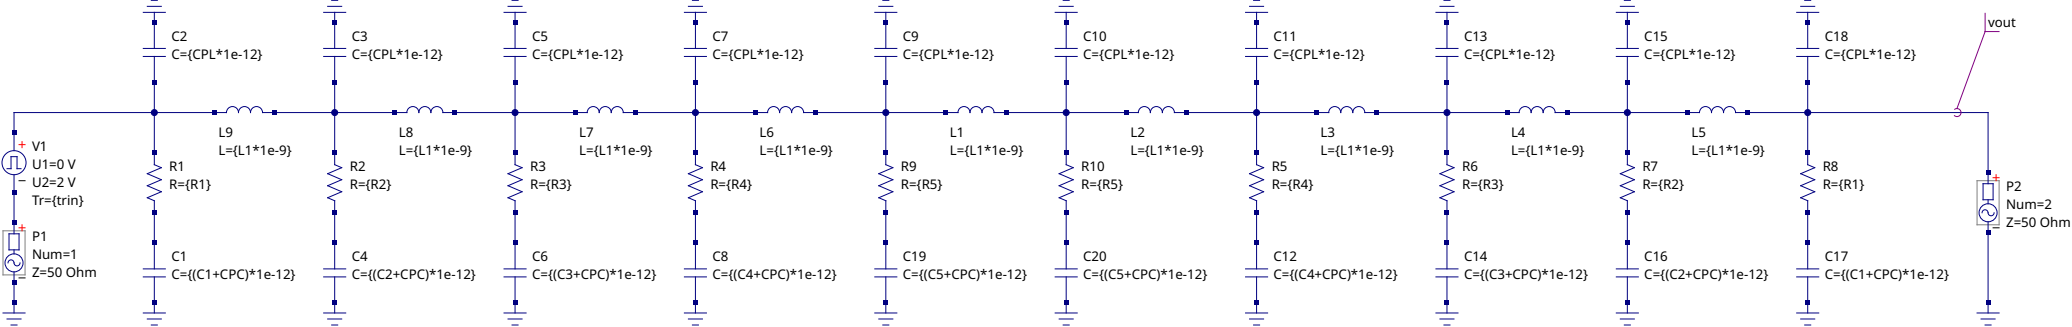 C2
C={CPL*1e-12}
C3
C={CPL*1e-12}
C5
C={CPL*1e-12}
C7
C={CPL*1e-12}
C9
C={CPL*1e-12}
C10
C={CPL*1e-12}
C11
C={CPL*1e-12}
C13
C={CPL*1e-12}
C15
C={CPL*1e-12}
C18
C={CPL*1e-12}
vout
L9
L={L1*1e-9}
L8
L={L1*1e-9}
L7
L={L1*1e-9}
L6
L={L1*1e-9}
L1
L={L1*1e-9}
L2
L={L1*1e-9}
L3
L={L1*1e-9}
L4
L={L1*1e-9}
L5
L={L1*1e-9}
+
V1
U1=0 V
U2=2 V
Tr={trin}
R1
R={R1}
R2
R={R2}
R3
R={R3}
R4
R={R4}
R9
R={R5}
R10
R={R5}
R5
R={R4}
R6
R={R3}
R7
R={R2}
R8
R={R1}
+
P2
Num=2
Z=50 Ohm
+
P1
Num=1
Z=50 Ohm
C1
C={(C1+CPC)*1e-12}
C4
C={(C2+CPC)*1e-12}
C6
C={(C3+CPC)*1e-12}
C8
C={(C4+CPC)*1e-12}
C19
C={(C5+CPC)*1e-12}
C20
C={(C5+CPC)*1e-12}
C12
C={(C4+CPC)*1e-12}
C14
C={(C3+CPC)*1e-12}
C16
C={(C2+CPC)*1e-12}
C17
C={(C1+CPC)*1e-12}